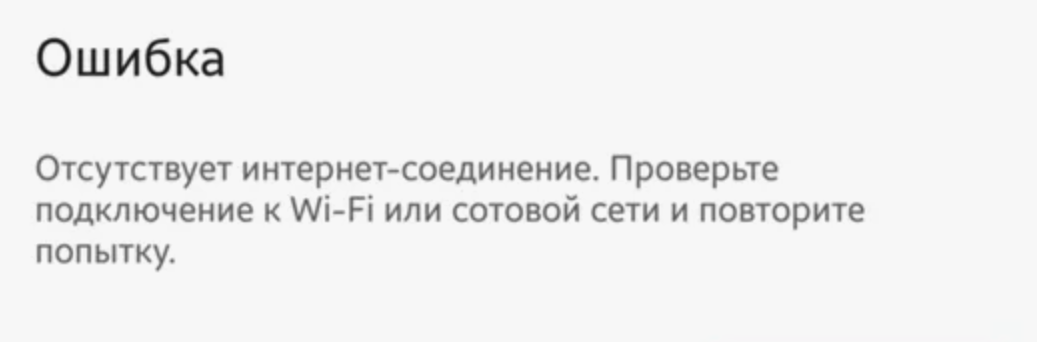 Ошибка
Отсутствует интернет-соединение. Проверьте
подключение к Wi-Fi или сотовой сети и повторите
попытку.